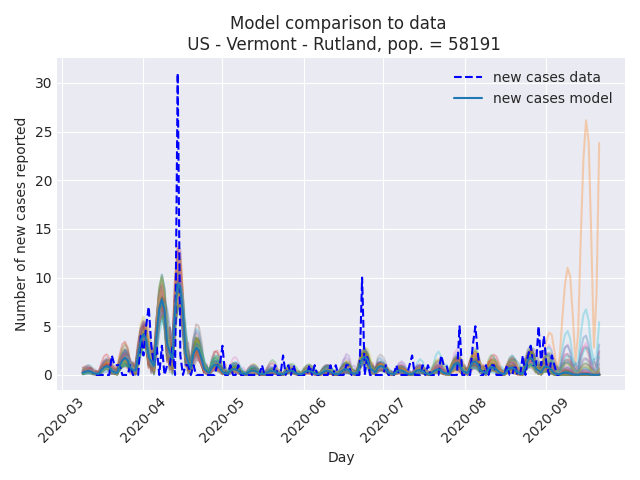 Model comparison to data
US - Vermont - Rutland, pop. = 58191
new cases data
new cases model
Number of new cases reported
30
25
20
15
10
5
0
2020-03
2020-04
2020-05
2020-06
2020-07
2020-08
2020-09
Day